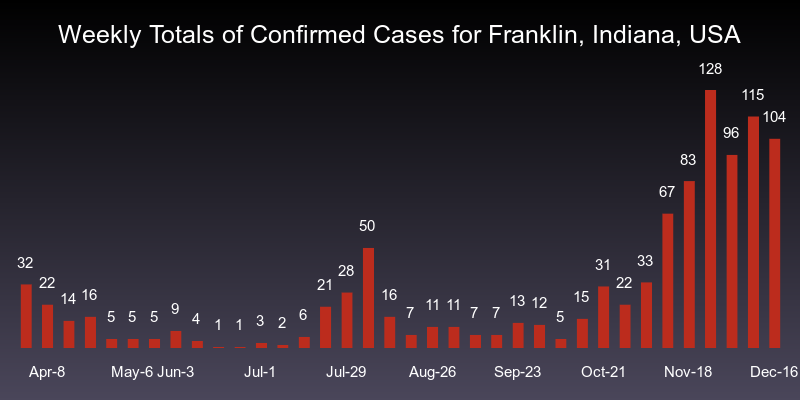 Weekly Totals of Confirmed Cases for Franklin, Indiana, USA
32 22 14 16 5 5 5 9 4 1 1 3 2 6 21 28 50 16 7 11 11 7 7 13 12 5 15 31 22 33 67 83 128 96 115 104
Apr-8 May-6 Jun-3 Jul-1 Jul-29 Aug-26 Sep-23 Oct-21 Nov-18 Dec-16